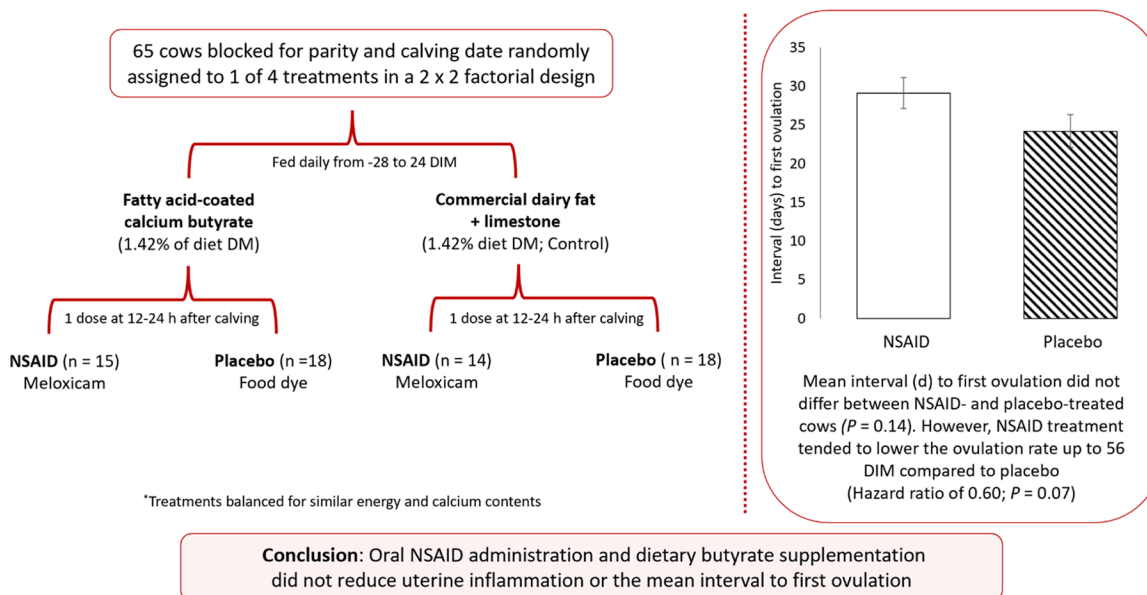 65 cows blocked for parity and calving date randomly
assigned to 1 of 4 treatments in a 2 x 2 factorial design
Fed daily from -28 to 24 DIM
Fatty acid-coated
calcium butyrate
(1.42% of diet DM)
Commercial dairy fat
+ limestone
(1.42% diet DM; Control)
1 dose at 12-24 h after calving
1 dose at 12-24 h after calving
NSAID (n = 15)
Meloxicam
Placebo (n =18)
Food dye
NSAID (n = 14)
Meloxicam
Placebo ( n = 18)
Food dye
*Treatments balanced for similar energy and calcium contents
Interval (days) to first ovulation
35
30
25
20
15
10
5
0
NSAID
Placebo
Mean interval (d) to first ovulation did not
differ between NSAID- and placebo-treated
cows (P = 0.14). However, NSAID treatment
tended to lower the ovulation rate up to 56
DIM compared to placebo
(Hazard ratio of 0.60; P = 0.07)
Conclusion: Oral NSAID administration and dietary butyrate supplementation
did not reduce uterine inflammation or the mean interval to first ovulation